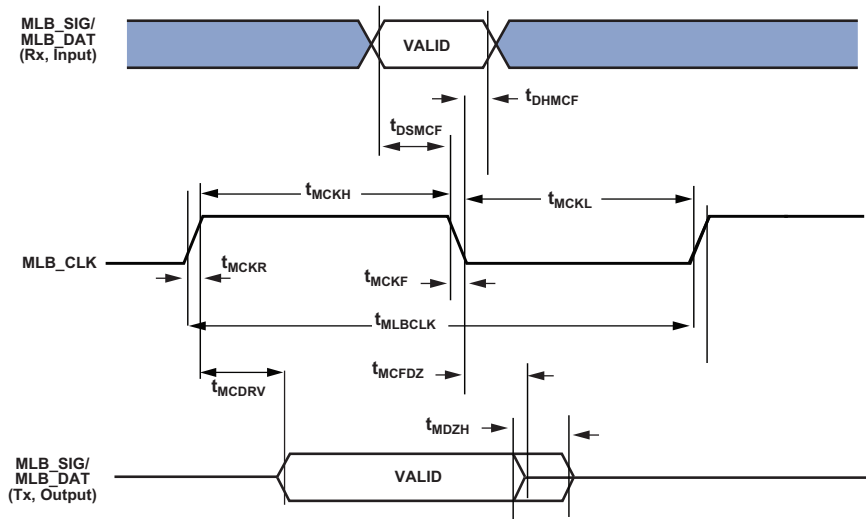 MLB_SIG/
MLB_DAT
(Rx, Input)
VALID
tDHMCF
tDSMCF
tMCKH
tMCKL
MLB_CLK
tMCKR
tMCKF
tMLBCLK
tMCFDZ
tMCDRV
tMDZH
MLB_SIG/
MLB_DAT
(Tx, Output)
VALID